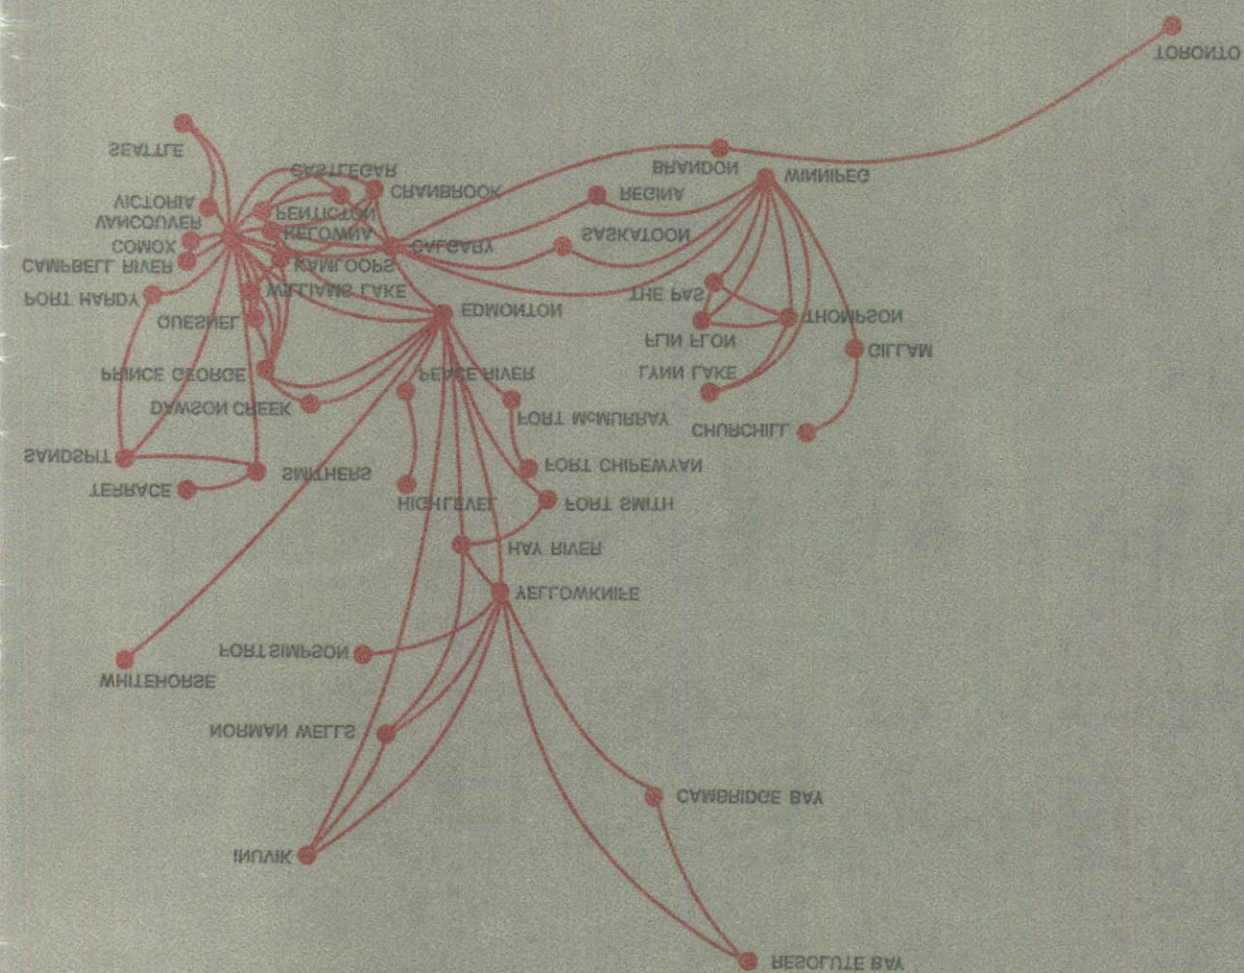 TORONTO
SEATTLE
BRANDON
CASTLEGAR
WINNIPEG
CRANBROOK
REGINA
VICTORIA
PENTICTON
VANCOUVER
KELOWNA
SASKATOON
COMOX
CALGARY
CAMPBELL RIVER
KAMLOOPS
WILLIAMS LAKE
THE PAS
PORT HARDY
EDMONTON
THOMPSON
QUESNEL
FLIN FLON
GILLAM
PRINCE GEORGE
PEACE RIVER
LYNN LAKE
DAWSON CREEK
FORT McMURRAY
CHURCHILL
SANDSPIT
FORT CHIPEWYAN
SMITHERS
TERRACE
HIGH LEVEL
FORT SMITH
HAY RIVER
YELLOWKNIFE
FORT SIMPSON
WHITEHORSE
NORMAN WELLS
CAMBRIDGE BAY
INUVIK
RESOLUTE BAY